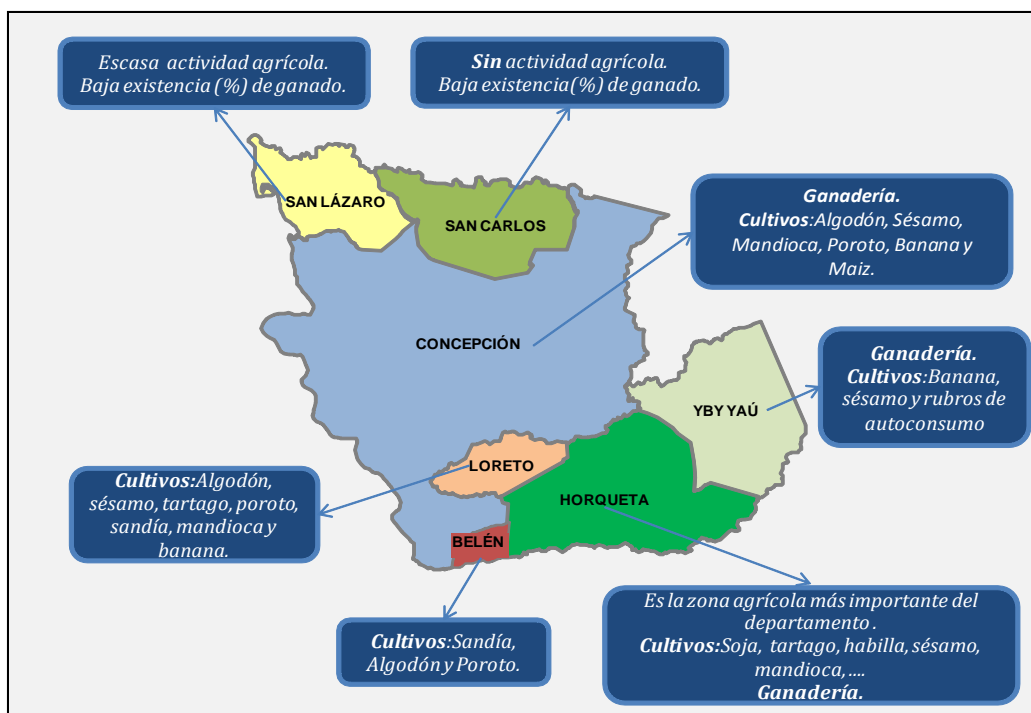 Escasa actividad agrícola.
Baja existencia (%) de ganado.
Sin actividad agrícola.
Baja existencia(%) de ganado.
SAN LÁZARO
SAN CARLOS
Ganadería.
Cultivos:Algodón, Sésamo,
Mandioca, Poroto, Banana y
Maiz.
CONCEPCIÓN
Ganadería.
Cultivos:Banana,
sésamo y rubros de
autoconsumo
YBY YAÚ
LORETO
HORQUETA
Cultivos:Algodón,
sésamo, tartago, poroto,
sandía, mandioca y
banana.
BELÉN
Cultivos:Sandía,
Algodón y Poroto.
Es la zona agrícola más importante del
departamento .
Cultivos:Soja, tartago, habilla, sésamo,
mandioca,....
Ganadería.